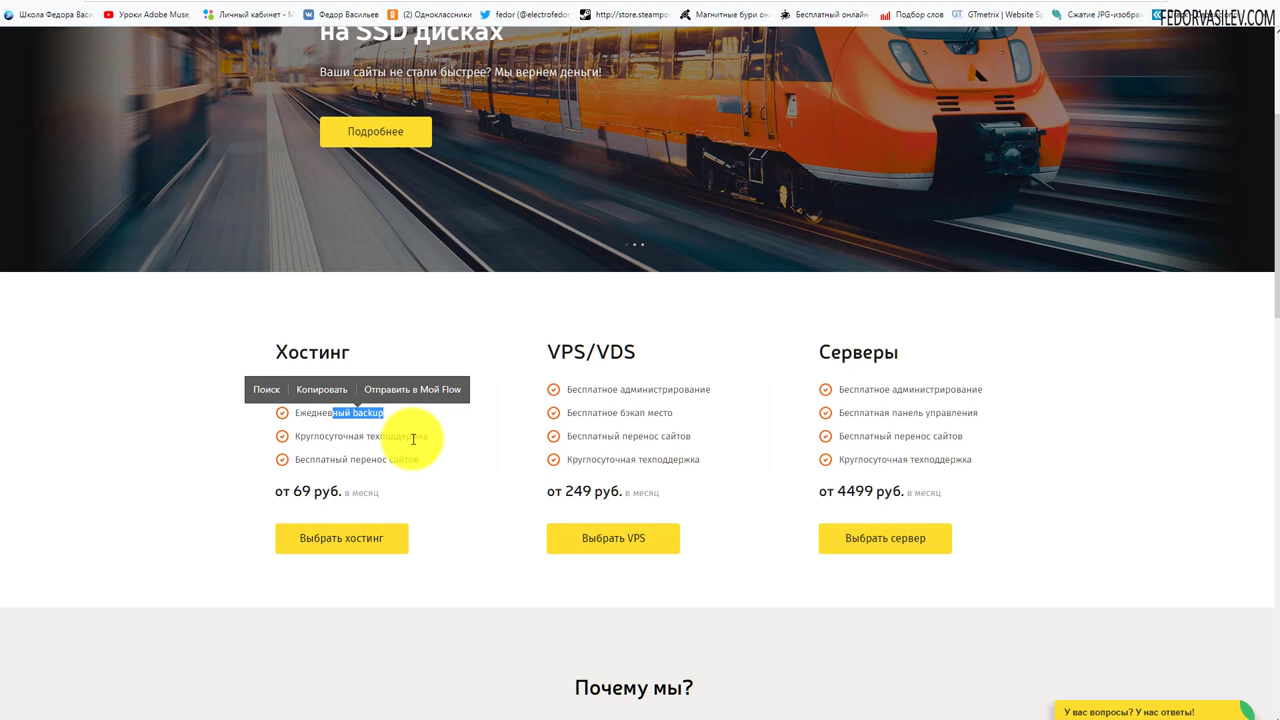 Школа Федора Васи
Уроки Adobe Muse,
Личный кабинет - М
Федор Васильев
(2) Одноклассники
fedor (@electrofedor
http://store.steampo
Магнитные бури он
Бесплатный онлайн
Подбор слов
GTmetrix | Website Sp
Сжатие JPG-изобра
FEDORVASILEV.COM
на SSD дисках
Ваши сайты не стали быстрее? Мы вернем деньги!
Подробнее
Хостинг
Поиск
Копировать
Отправить в Мой Flow
Ежедневный backup
Круглосуточная техподдержка
Бесплатный перенос сайтов
от 69 руб. в месяц
Выбрать хостинг
VPS/VDS
Бесплатное администрирование
Бесплатное бэкап место
Бесплатный перенос сайтов
Круглосуточная техподдержка
от 249 руб. в месяц
Выбрать VPS
Серверы
Бесплатное администрирование
Бесплатная панель управления
Бесплатный перенос сайтов
Круглосуточная техподдержка
от 4499 руб. в месяц
Выбрать сервер
Почему мы?
У вас вопросы? У нас ответы!